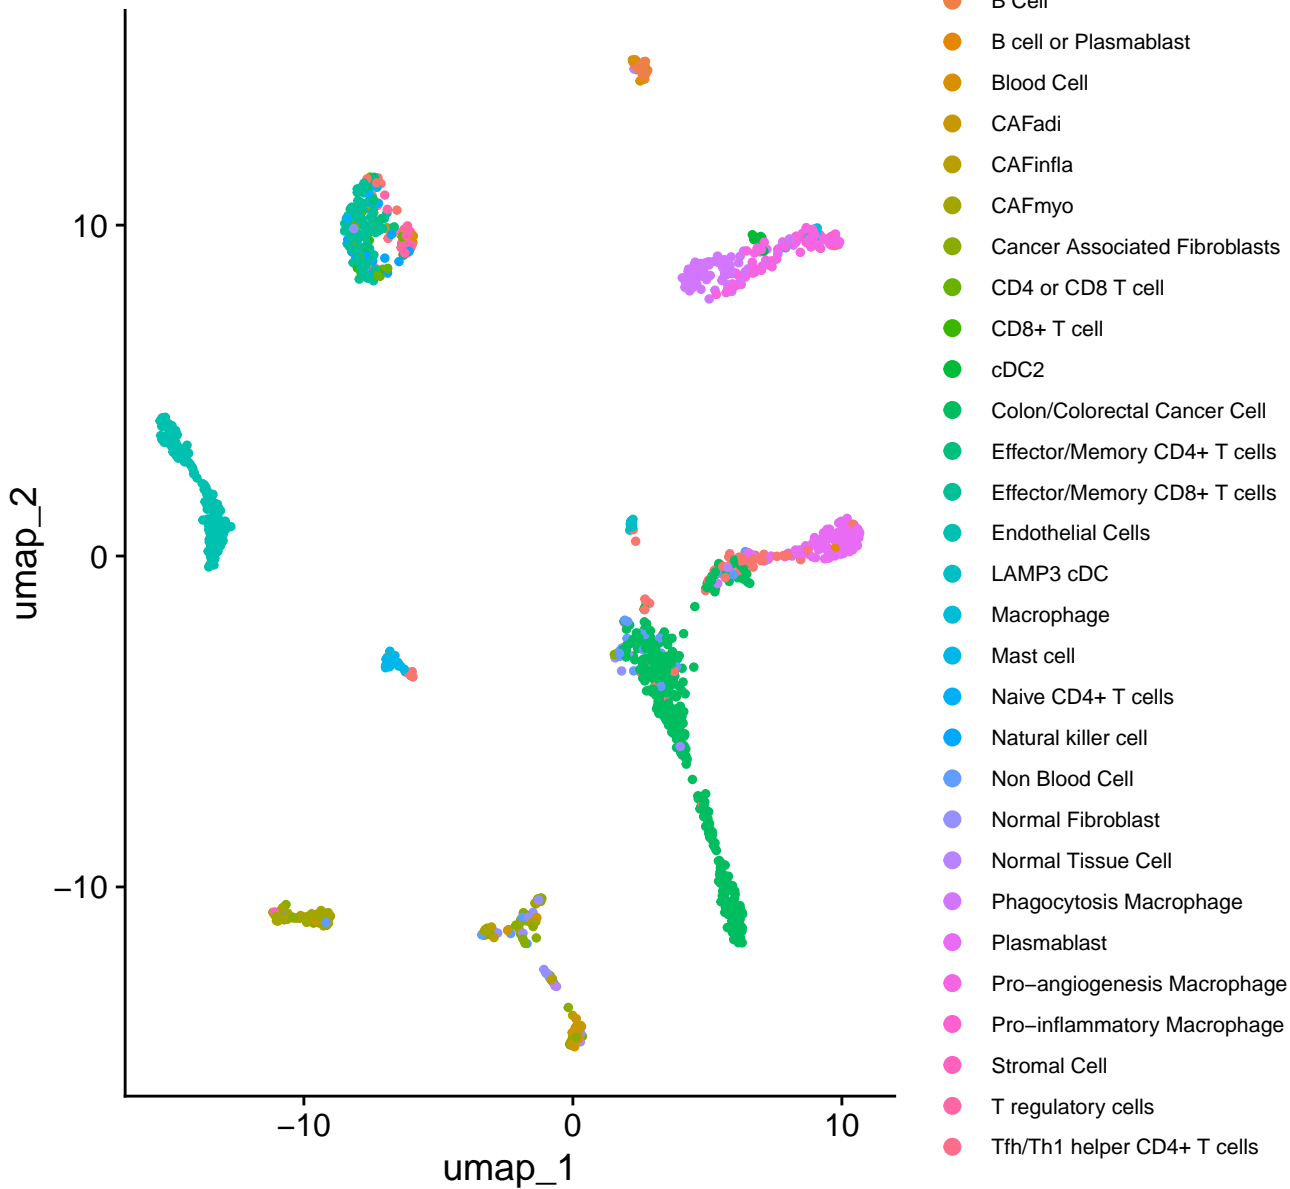 B Cell
B cell or Plasmablast
Blood Cell
CAFadi
CAFinfla
CAFmyo
Cancer Associated Fibroblasts
CD4 or CD8 T cell
CD8+ T cell
cDC2
Colon/Colorectal Cancer Cell
Effector/Memory CD4+ T cells
Effector/Memory CD8+ T cells
Endothelial Cells
LAMP3 cDC
Macrophage
Mast cell
Naive CD4+ T cells
Natural killer cell
Non Blood Cell
Normal Fibroblast
Normal Tissue Cell
Phagocytosis Macrophage
Plasmablast
Pro−angiogenesis Macrophage
Pro−inflammatory Macrophage
Stromal Cell
T regulatory cells
Tfh/Th1 helper CD4+ T cells
10
0
−10
umap_2
−10
0
10
umap_1